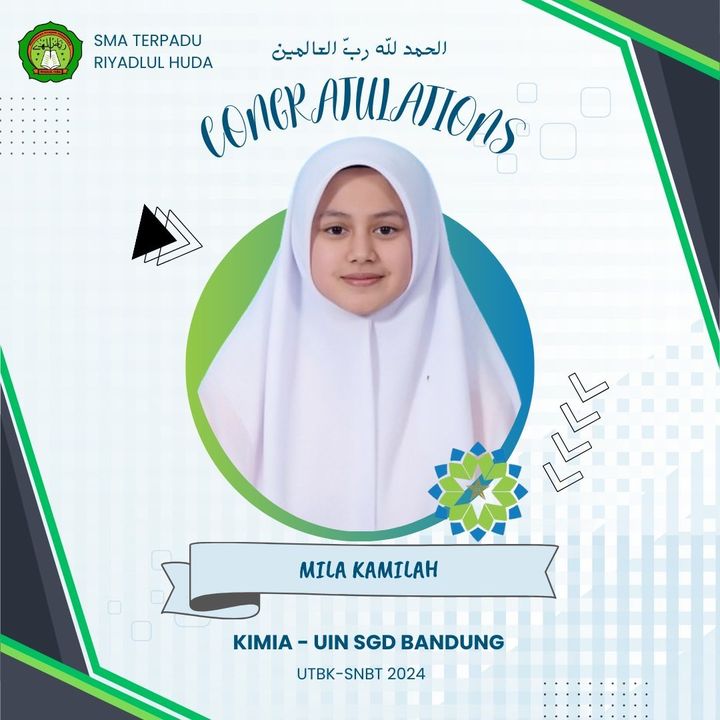 SMA TERPADU
RIYADLUL HUDA
الحمد لله ربّ العالمين
CONGRATULATIONS
MILA KAMILAH
KIMIA - UIN SGD BANDUNG
UTBK-SNBT 2024